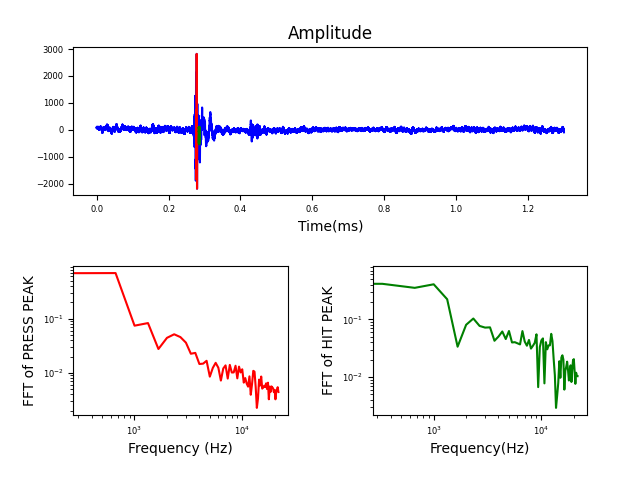 Amplitude
3000
2000
1000
0
−1000
−2000
0.0 0.2 0.4 0.6 0.8 1.0 1.2
Time(ms)
FFT of PRESS PEAK
10⁻¹
10⁻²
10³ 10⁴
Frequency (Hz)
FFT of HIT PEAK
10⁻¹
10⁻²
10³ 10⁴
Frequency(Hz)